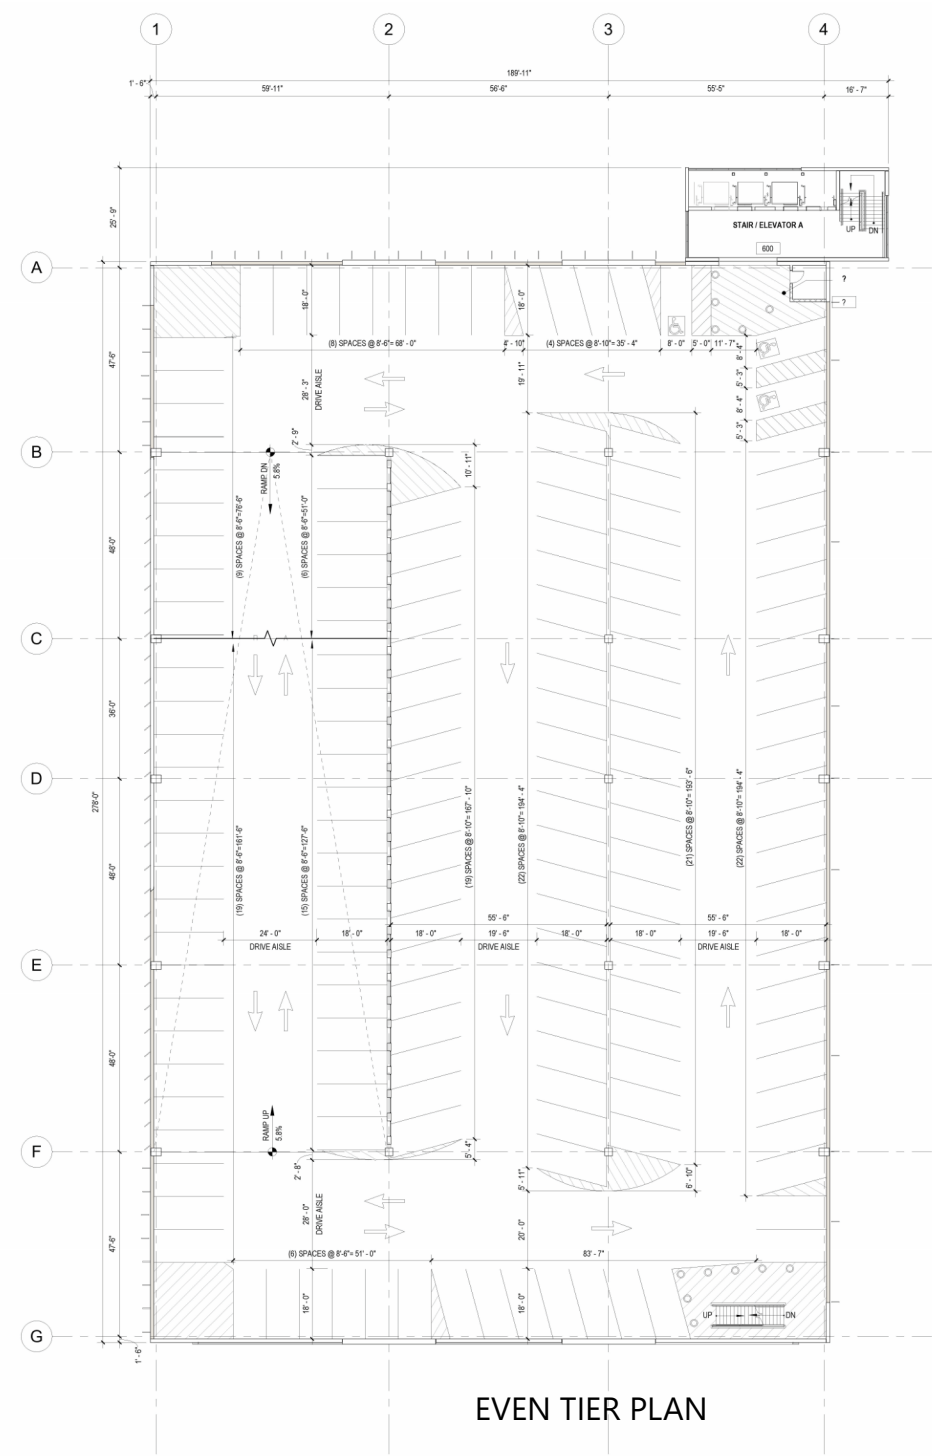 1 2 3 4
189'-11"
1' - 6" 59'-11" 56'-6" 55'-5" 16' - 7"
25' - 9"
STAIR / ELEVATOR A
UP DN
600
A
?
?
18' - 0" 18' - 0"
(8) SPACES @ 8'-6"= 68' - 0" 4' - 10" (4) SPACES @ 8'-10"= 35' - 4" 8' - 0" 5' - 0" 11' - 7"
8' - 4"
47'-6"
28' - 3"
DRIVE AISLE
19' - 11"
5' - 3"
8' - 4"
5' - 3"
2' - 9"
B
10' - 11"
RAMP DN
5.8%
(9) SPACES @ 8'-6"=76'-6"
(6) SPACES @ 8'-6"=51'-0"
48'-0"
C
36'-0"
D
278'-0"
(19) SPACES @ 8'-6"=161'-6"
(15) SPACES @ 8'-6"=127'-6"
(19) SPACES @ 8'-10"= 167' - 10"
(22) SPACES @ 8'-10"= 194' - 4"
(21) SPACES @ 8'-10"= 193' - 6"
(22) SPACES @ 8'-10"= 194' - 4"
48'-0"
55' - 6" 55' - 6"
24' - 0" 18' - 0" 18' - 0" 19' - 6" 18' - 0" 18' - 0" 19' - 6" 18' - 0"
DRIVE AISLE DRIVE AISLE DRIVE AISLE
E
48'-0"
RAMP UP
5.8%
F
2' - 8"
5' - 4"
5' - 11"
6' - 10"
28' - 0"
DRIVE AISLE
20' - 0"
47'-6"
(6) SPACES @ 8'-6"= 51' - 0" 83' - 7"
18' - 0" 18' - 0"
UP DN
G
1' - 6"
EVEN TIER PLAN